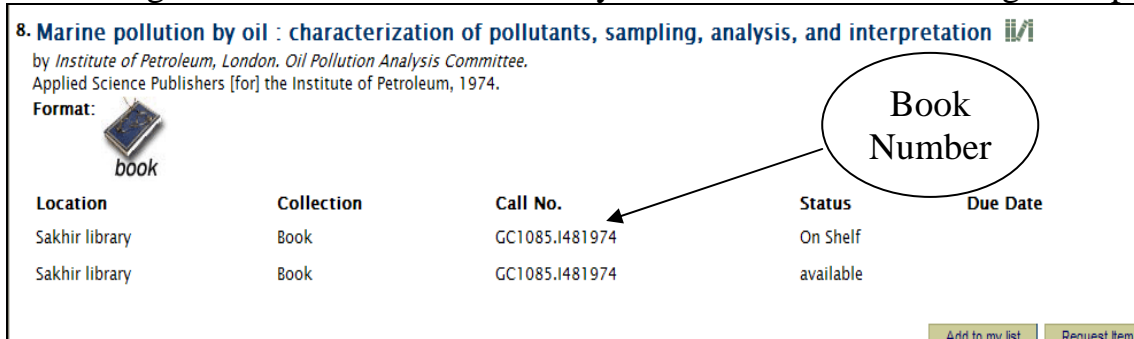 8. Marine pollution by oil : characterization of pollutants, sampling, analysis, and interpretation
by Institute of Petroleum, London. Oil Pollution Analysis Committee.
Applied Science Publishers [for] the Institute of Petroleum, 1974.
Format:
book
Book
Number
Location Collection Call No. Status Due Date
Sakhir library Book GC1085.I481974 On Shelf
Sakhir library Book GC1085.I481974 available
Add to my list Request Item